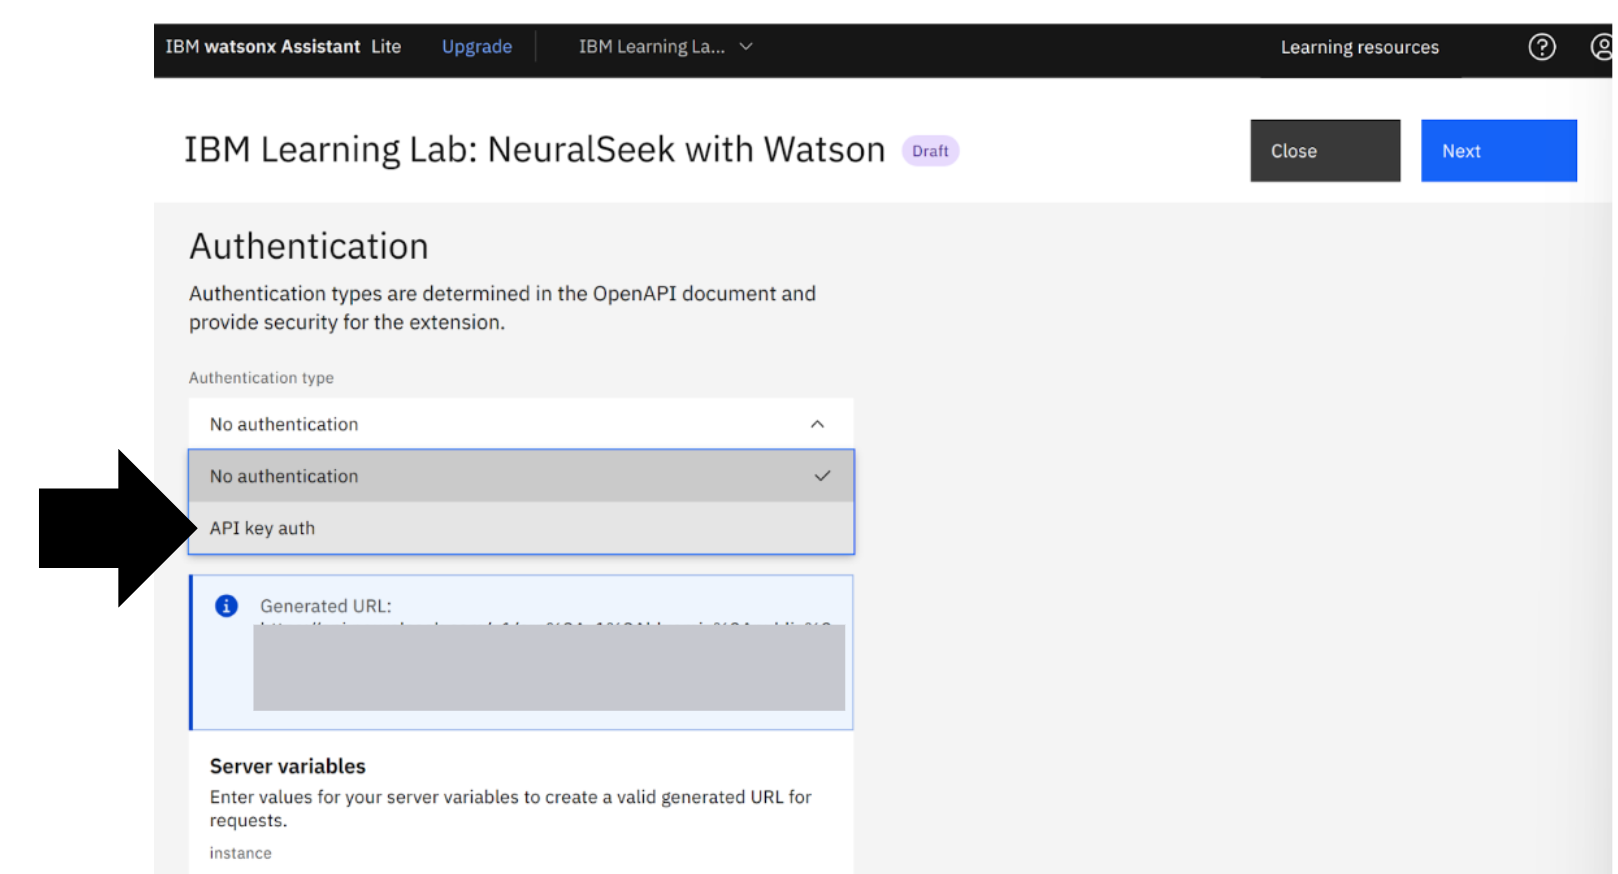 IBM watsonx Assistant Lite Upgrade IBM Learning La... Learning resources
IBM Learning Lab: NeuralSeek with Watson Draft Close Next
Authentication
Authentication types are determined in the OpenAPI document and
provide security for the extension.
Authentication type
No authentication
No authentication
API key auth
Generated URL:
Server variables
Enter values for your server variables to create a valid generated URL for
requests.
instance